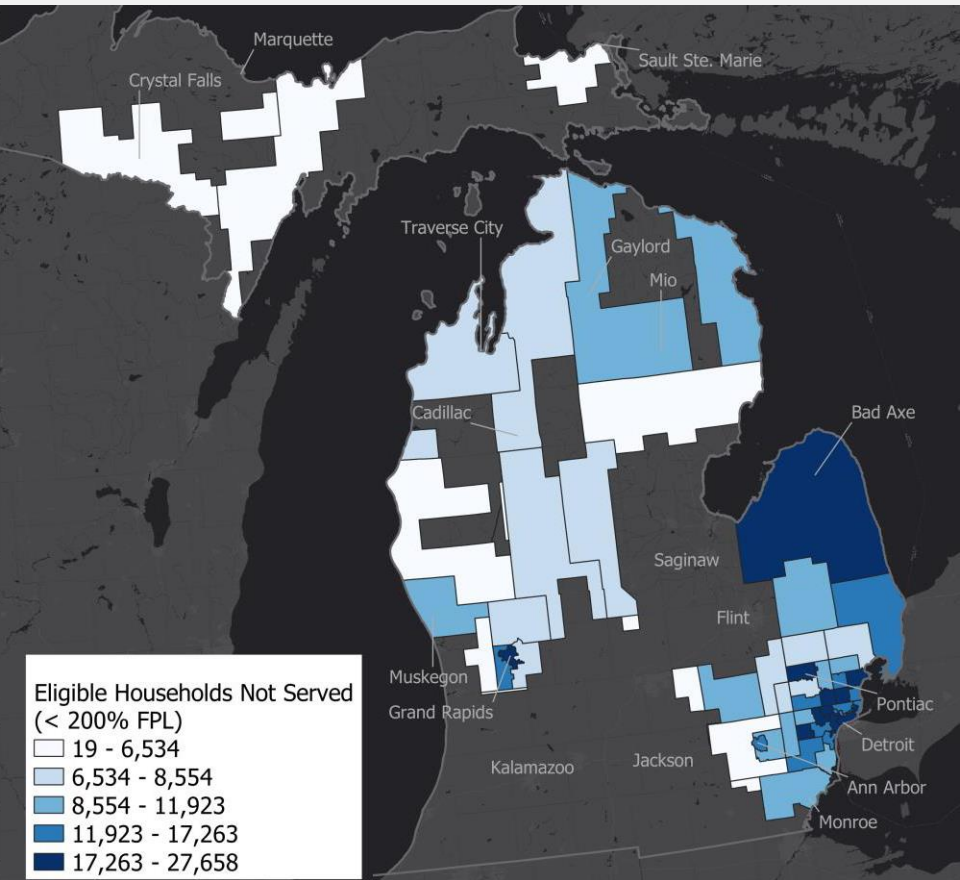 Marquette
Sault Ste. Marie
Crystal Falls
Traverse City
Gaylord
Mio
Cadillac
Bad Axe
Saginaw
Flint
Muskegon
Grand Rapids
Pontiac
Detroit
Jackson
Kalamazoo
Ann Arbor
Monroe
Eligible Households Not Served
(< 200% FPL)
19 - 6,534
6,534 - 8,554
8,554 - 11,923
11,923 - 17,263
17,263 - 27,658